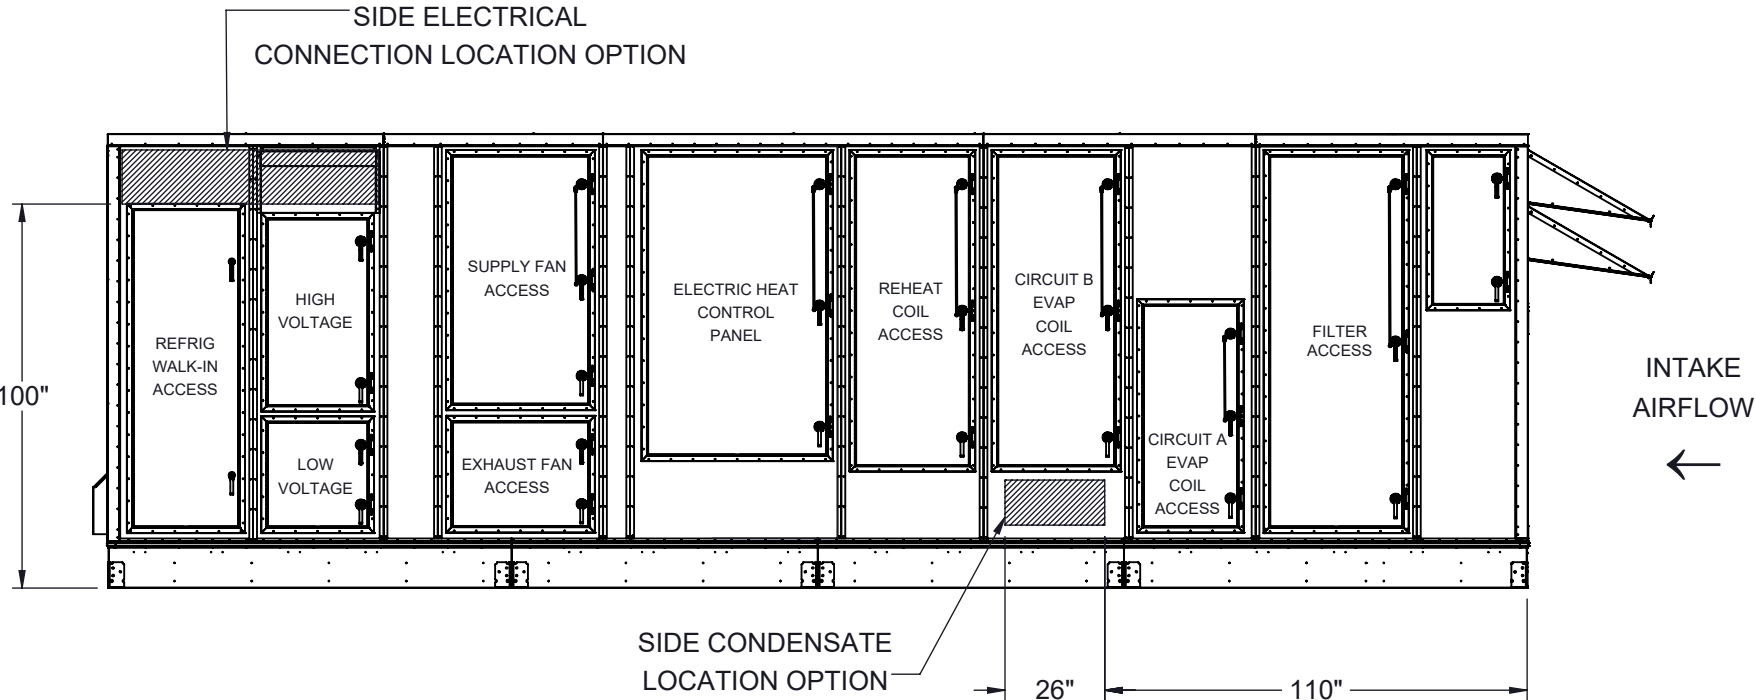 SIDE ELECTRICAL
CONNECTION LOCATION OPTION
100"
REFRIG
WALK-IN
ACCESS
HIGH
VOLTAGE
LOW
VOLTAGE
SUPPLY FAN
ACCESS
EXHAUST FAN
ACCESS
ELECTRIC HEAT
CONTROL
PANEL
REHEAT
COIL
ACCESS
CIRCUIT B
EVAP
COIL
ACCESS
CIRCUIT A
EVAP
COIL
ACCESS
FILTER
ACCESS
INTAKE
AIRFLOW
←
SIDE CONDENSATE
LOCATION OPTION
26"
110"